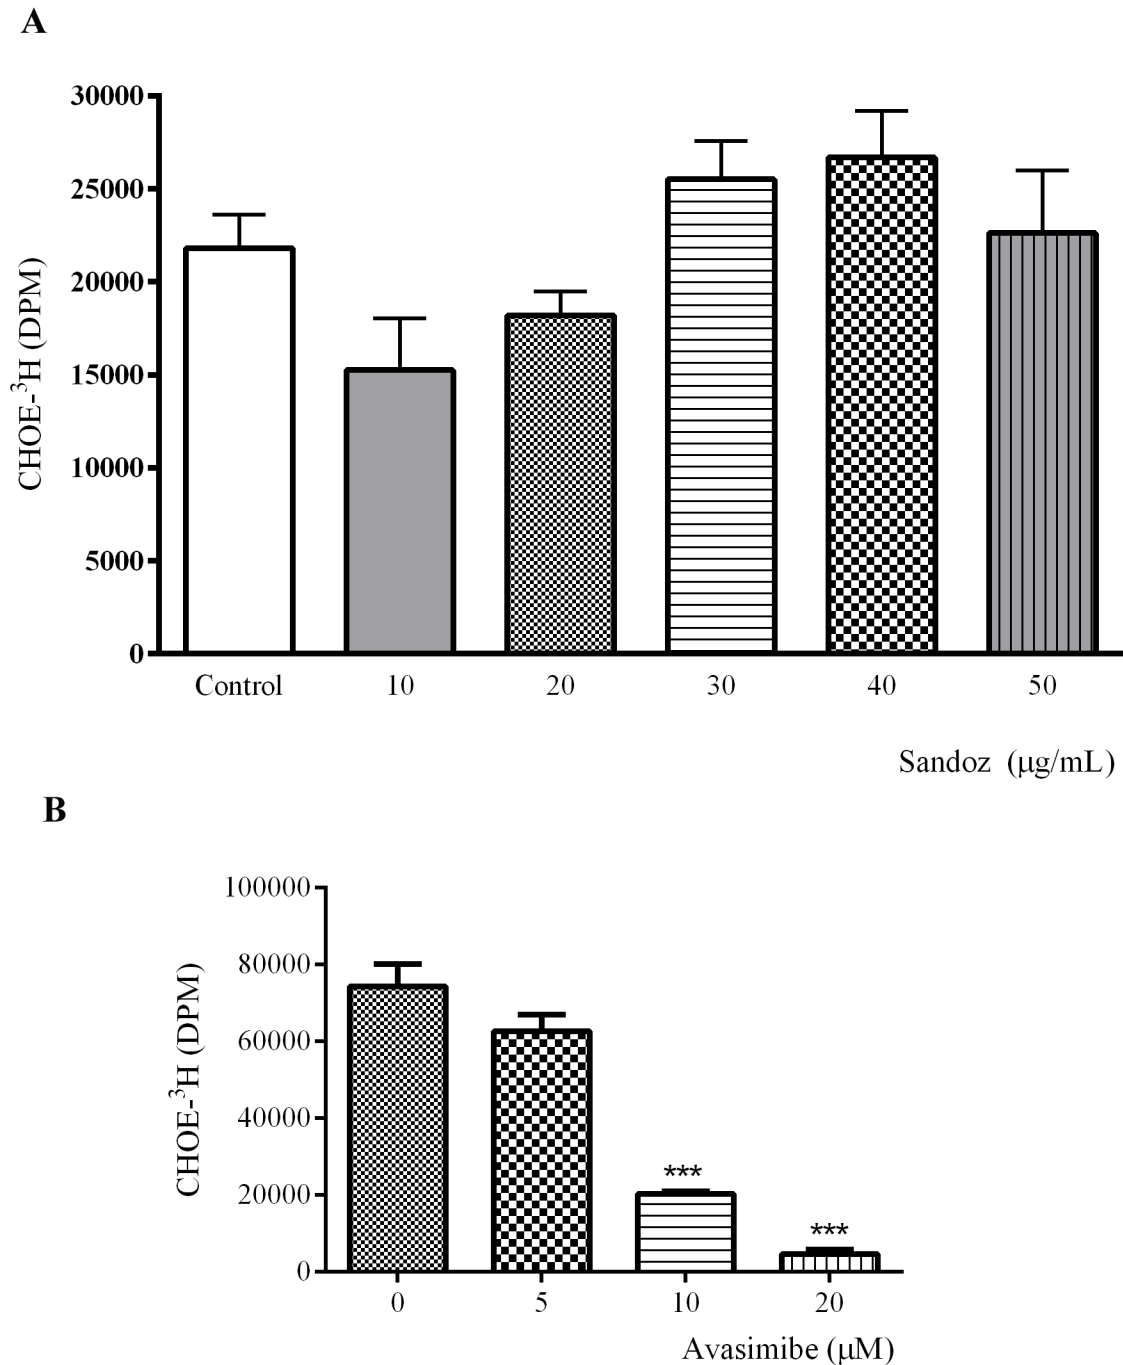 A
30000
25000
20000
15000
10000
5000
0
CHOE-³H (DPM)
Control 10 20 30 40 50
Sandoz (μg/mL)
B
100000
80000
60000
40000
20000
0
CHOE-³H (DPM)
***
***
0 5 10 20
Avasimibe (μM)